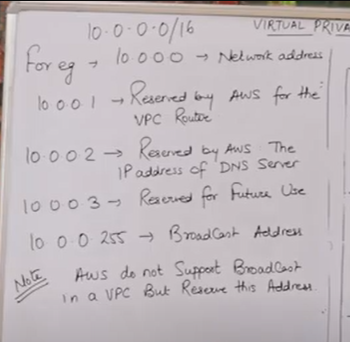 10.0.0.0/16
VIRTUAL PRIVA
For eg → 10.0.0.0 → Network address
10.0.0.1 → Reserved by AWS for the
VPC Router
10.0.0.2 → Reserved by AWS The
IP address of DNS Server
10.0.0.3 → Reserved for Future Use
10.0.0.255 → BroadCast Address
Note AWS do not Support BroadCast
in a VPC But Reserve this Address.